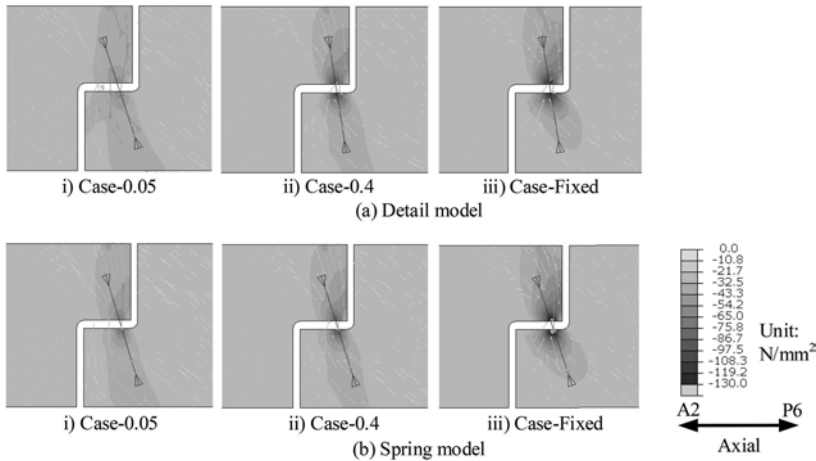 i) Case-0.05
ii) Case-0.4
iii) Case-Fixed
(a) Detail model
i) Case-0.05
ii) Case-0.4
iii) Case-Fixed
(b) Spring model
0.0
-10.8
-21.7
-32.5
-43.3
-54.2
-65.0
-75.8
-86.7
-97.5
-108.3
-119.2
-130.0
Unit:
N/mm²
A2 P6
Axial